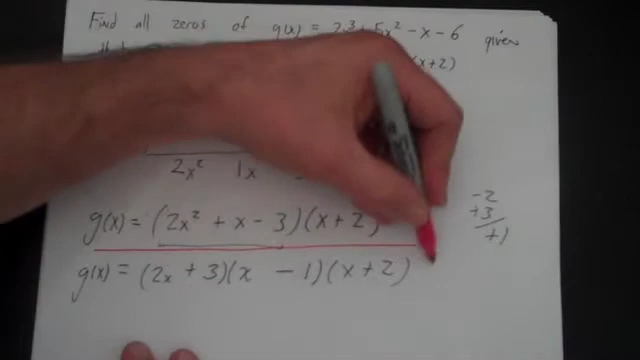 Find all zeros of g(x) = 2x³ + 5x² - x - 6 given
(x+2)
2x² 1x
-2
+3
+1
g(x) = (2x² + x - 3)(x+2)
g(x) = (2x + 3)(x - 1)(x+2)